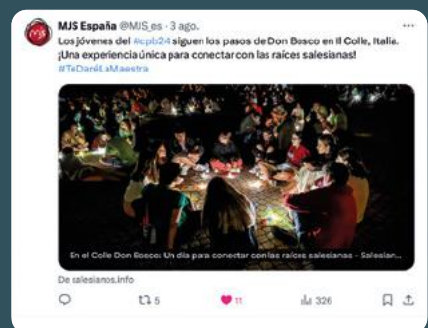 MJS España @MJS_es · 3 ago.
Los jóvenes del #cpb24 siguen los pasos de Don Bosco en Il Colle, Italia.
¡Una experiencia única para conectar con las raíces salesianas!
#TeDaréLaMaestra
En el Colle Don Bosco: Un día para conectar con las raíces salesianas - Salesian...
De salesianos.info
5
11
326